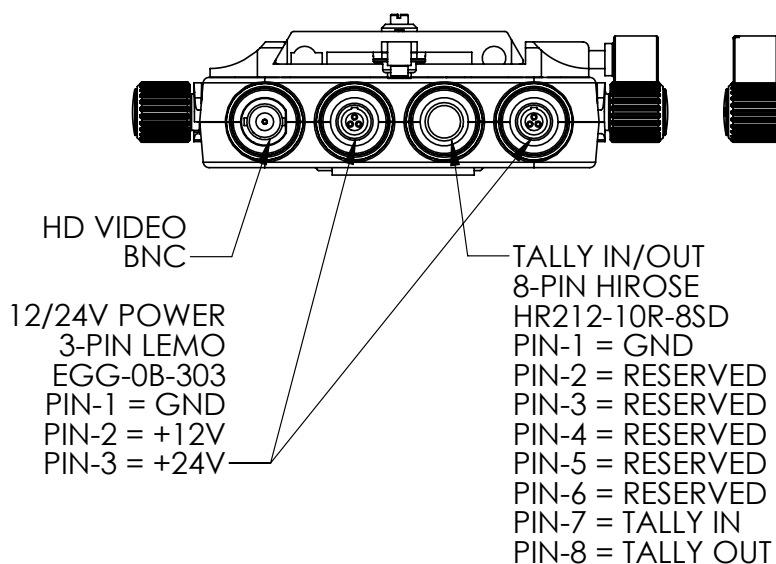 HD VIDEO
BNC
12/24V POWER
3-PIN LEMO
EGG-0B-303
PIN-1 = GND
PIN-2 = +12V
PIN-3 = +24V
TALLY IN/OUT
8-PIN HIROSE
HR212-10R-8SD
PIN-1 = GND
PIN-2 = RESERVED
PIN-3 = RESERVED
PIN-4 = RESERVED
PIN-5 = RESERVED
PIN-6 = RESERVED
PIN-7 = TALLY IN
PIN-8 = TALLY OUT